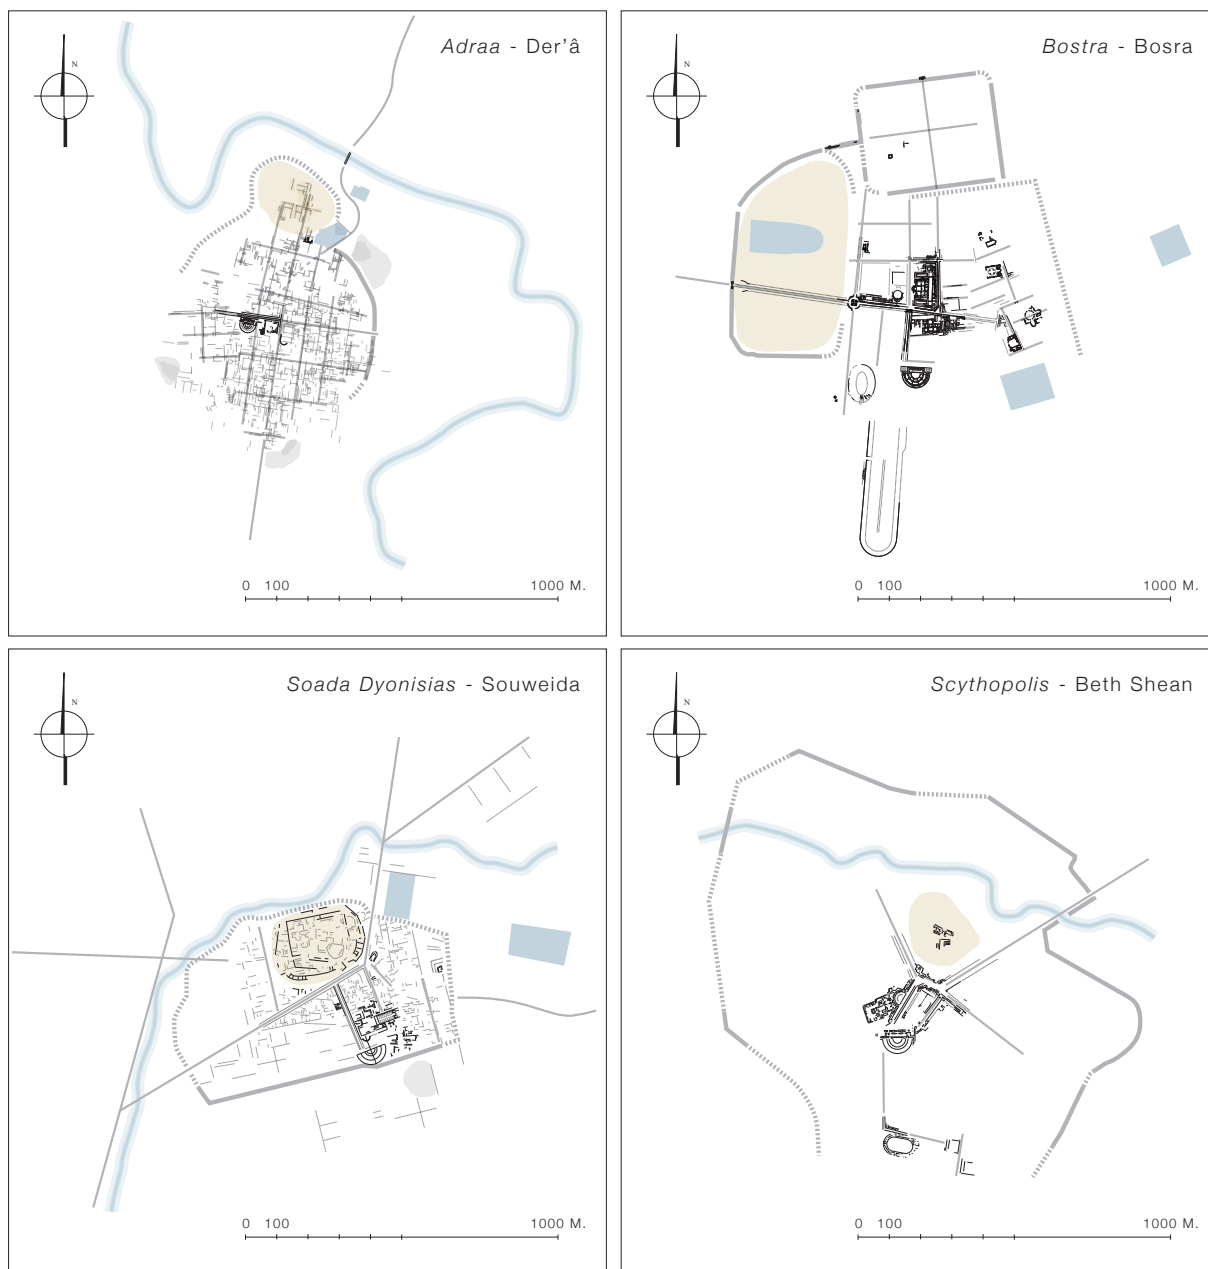 Adraa - Der'â
N
0 100 1000 M.
Bostra - Bosra
N
0 100 1000 M.
Soada Dyonisias - Souweida
N
0 100 1000 M.
Scythopolis - Beth Shean
N
0 100 1000 M.